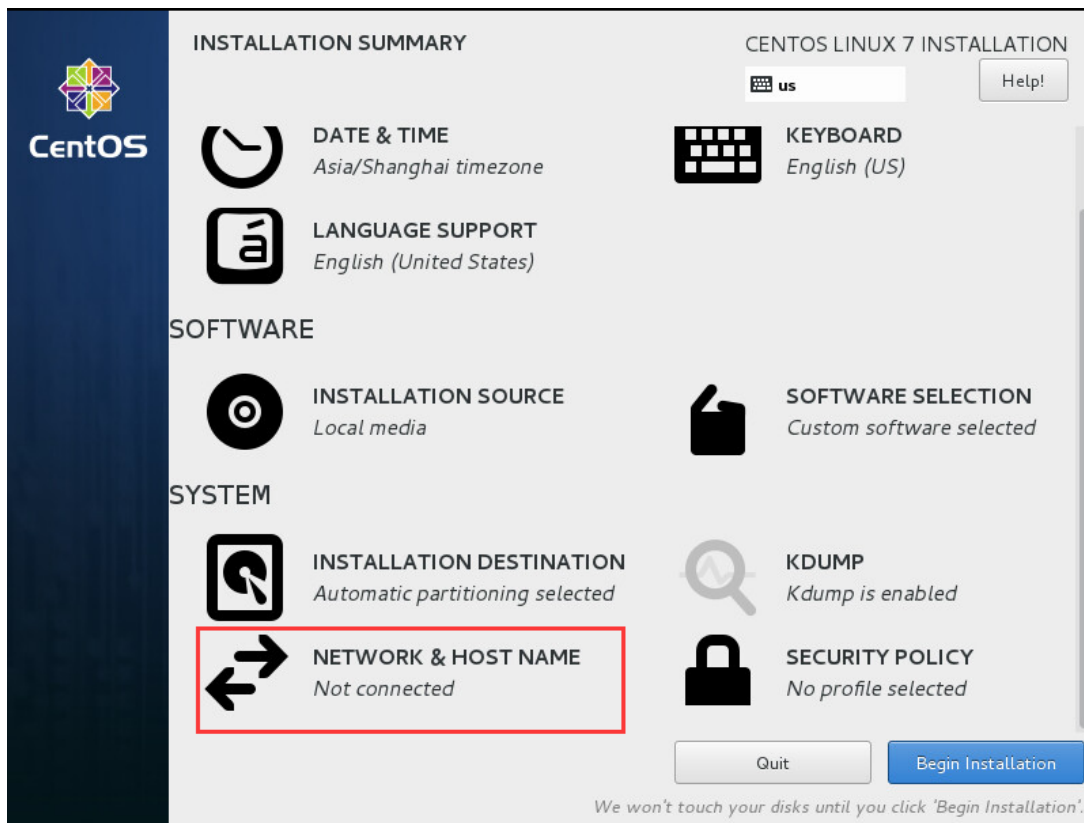 INSTALLATION SUMMARY
CENTOS LINUX 7 INSTALLATION
us
Help!
CentOS
DATE & TIME
Asia/Shanghai timezone
KEYBOARD
English (US)
á
LANGUAGE SUPPORT
English (United States)
SOFTWARE
INSTALLATION SOURCE
Local media
SOFTWARE SELECTION
Custom software selected
SYSTEM
INSTALLATION DESTINATION
Automatic partitioning selected
KDUMP
Kdump is enabled
NETWORK & HOST NAME
Not connected
SECURITY POLICY
No profile selected
Quit
Begin Installation
We won't touch your disks until you click 'Begin Installation'.